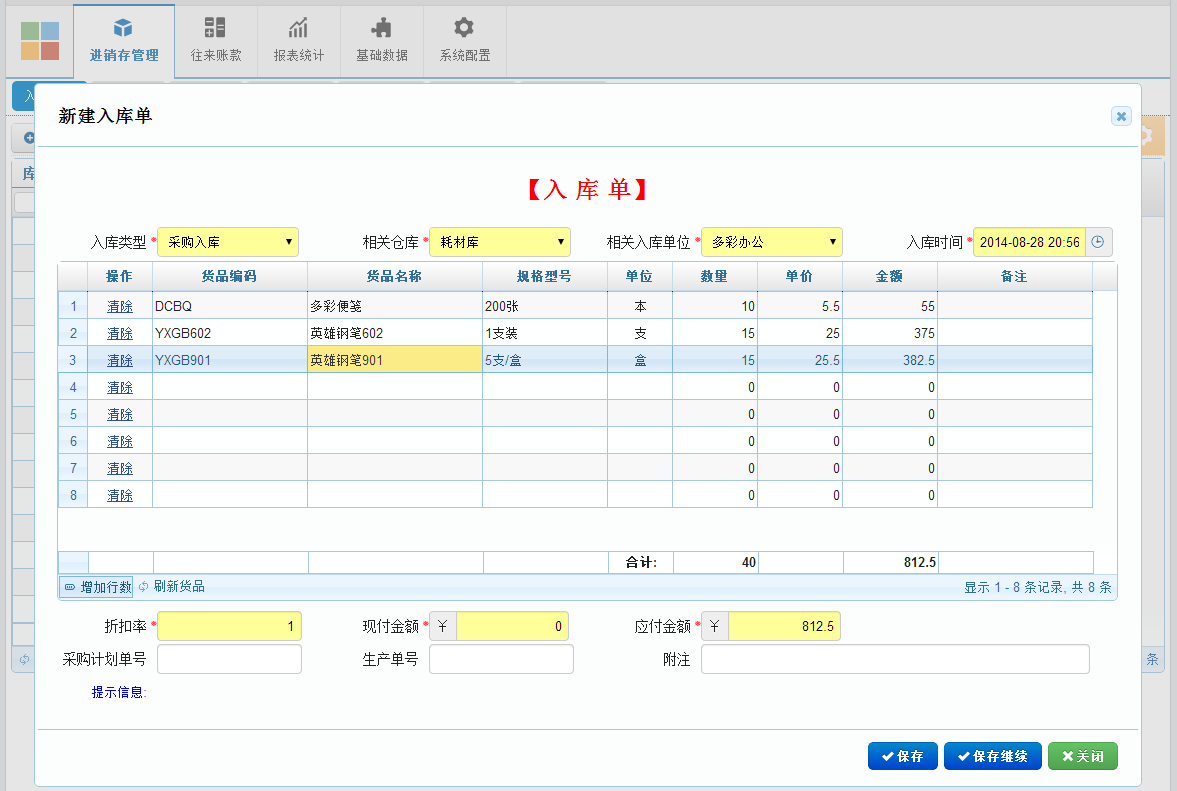 进销存管理 往来账款 报表统计 基础数据 系统配置
入
新建入库单
库
【入 库 单】
入库类型* 采购入库 相关仓库* 耗材库 相关入库单位* 多彩办公 入库时间* 2014-08-28 20:56
操作 货品编码 货品名称 规格型号 单位 数量 单价 金额 备注
1 清除 DCBQ 多彩便笺 200张 本 10 5.5 55
2 清除 YXGB602 英雄钢笔602 1支装 支 15 25 375
3 清除 YXGB901 英雄钢笔901 5支/盒 盒 15 25.5 382.5
4 清除 0 0 0
5 清除 0 0 0
6 清除 0 0 0
7 清除 0 0 0
8 清除 0 0 0
合计: 40 812.5
增加行数 刷新货品 显示 1 - 8 条记录, 共 8 条
折扣率* 1 现付金额* ¥ 0 应付金额* ¥ 812.5
采购计划单号 生产单号 附注 条
提示信息:
保存 保存继续 关闭